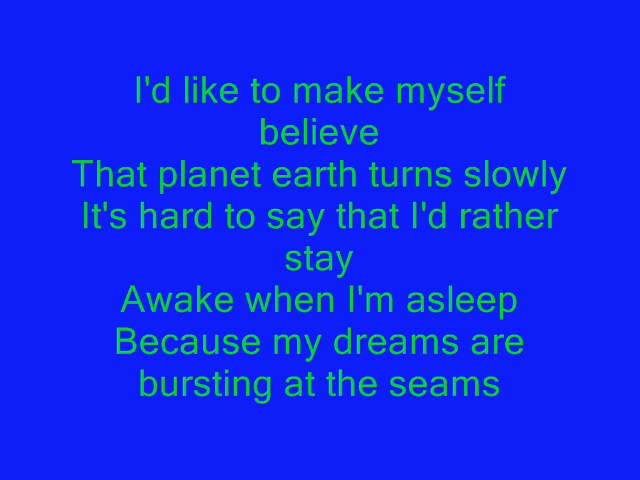 I'd like to make myself
believe
That planet earth turns slowly
It's hard to say that I'd rather
stay
Awake when I'm asleep
Because my dreams are
bursting at the seams